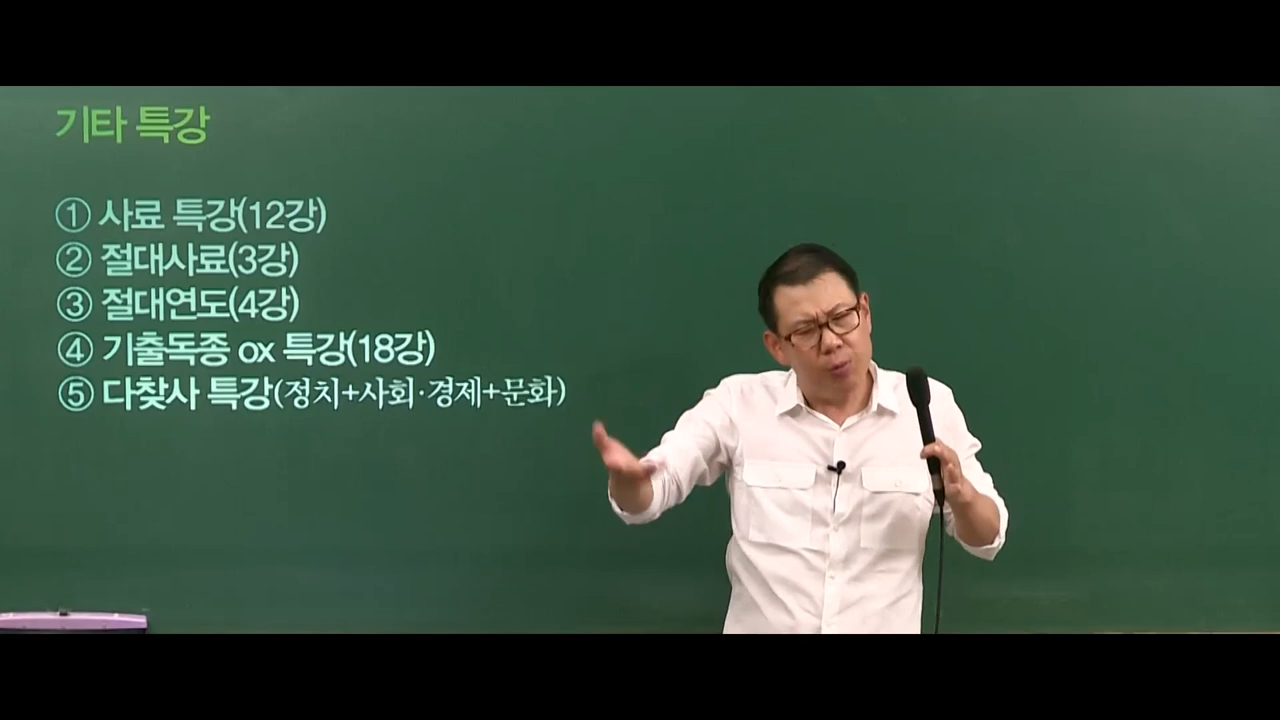 기타 특강
① 사료 특강(12강)
② 절대사료(3강)
③ 절대연도(4강)
④ 기출독종 ox 특강(18강)
⑤ 다찾사 특강(정치+사회·경제+문화)